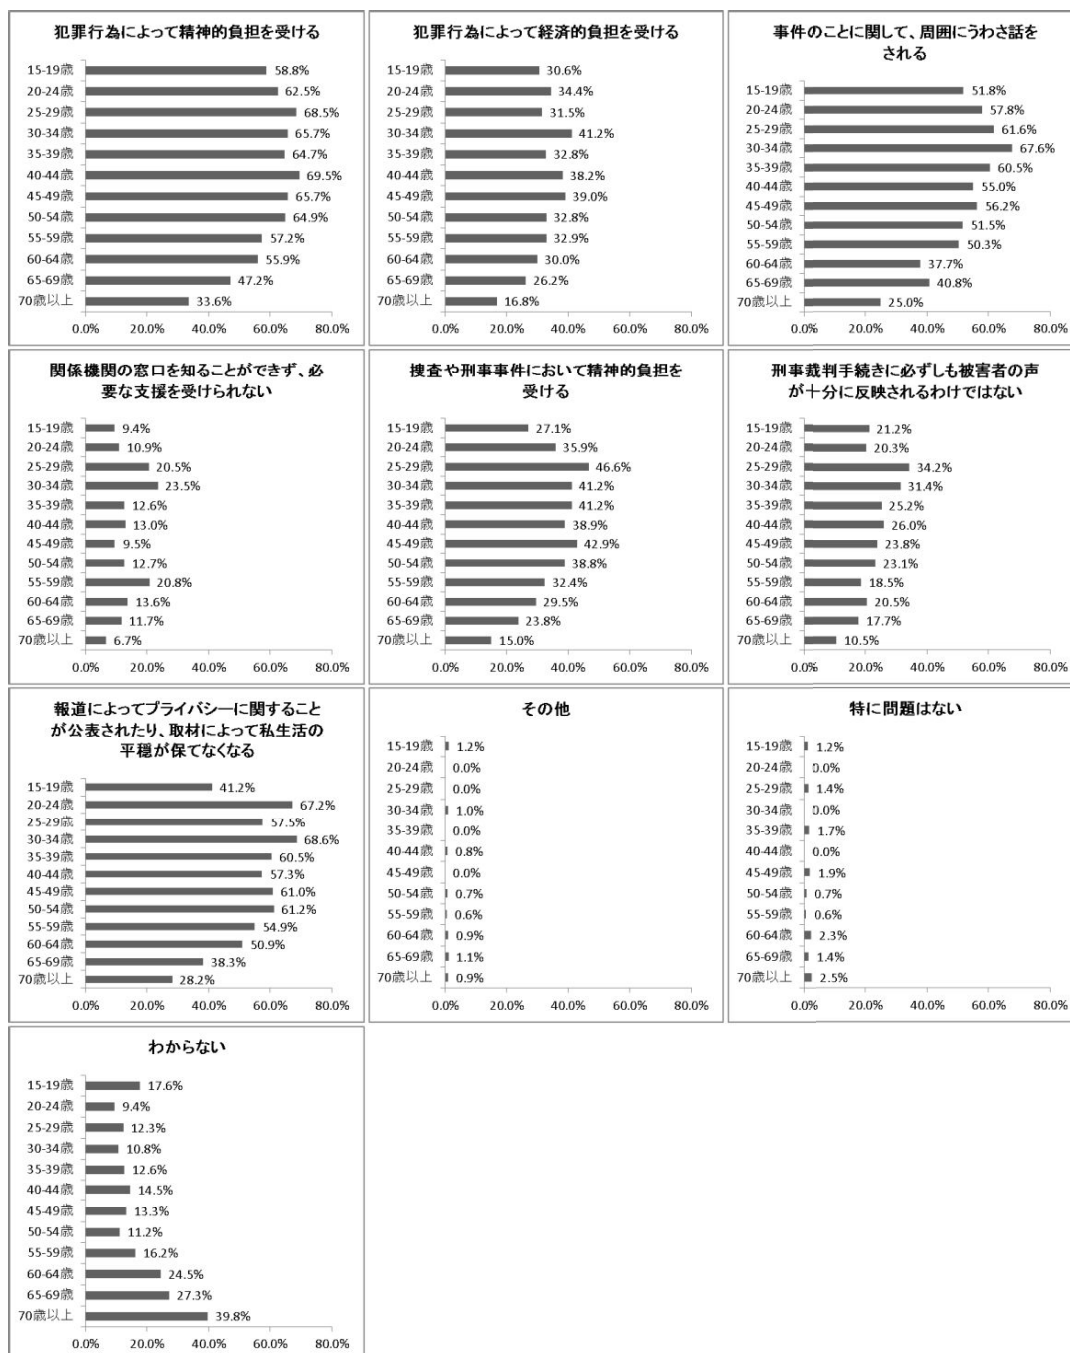 犯罪行為によって精神的負担を受ける
15-19歳 58.8%
20-24歳 62.5%
25-29歳 68.5%
30-34歳 65.7%
35-39歳 64.7%
40-44歳 69.5%
45-49歳 65.7%
50-54歳 64.9%
55-59歳 57.2%
60-64歳 55.9%
65-69歳 47.2%
70歳以上 33.6%
0.0% 20.0% 40.0% 60.0% 80.0%
犯罪行為によって経済的負担を受ける
15-19歳 30.6%
20-24歳 34.4%
25-29歳 31.5%
30-34歳 41.2%
35-39歳 32.8%
40-44歳 38.2%
45-49歳 39.0%
50-54歳 32.8%
55-59歳 32.9%
60-64歳 30.0%
65-69歳 26.2%
70歳以上 16.8%
0.0% 20.0% 40.0% 60.0% 80.0%
事件のことに関して、周囲にうわさ話を
される
15-19歳 51.8%
20-24歳 57.8%
25-29歳 61.6%
30-34歳 67.6%
35-39歳 60.5%
40-44歳 55.0%
45-49歳 56.2%
50-54歳 51.5%
55-59歳 50.3%
60-64歳 37.7%
65-69歳 40.8%
70歳以上 25.0%
0.0% 20.0% 40.0% 60.0% 80.0%
関係機関の窓口を知ることができず、必
要な支援を受けられない
15-19歳 9.4%
20-24歳 10.9%
25-29歳 20.5%
30-34歳 23.5%
35-39歳 12.6%
40-44歳 13.0%
45-49歳 9.5%
50-54歳 12.7%
55-59歳 20.8%
60-64歳 13.6%
65-69歳 11.7%
70歳以上 6.7%
0.0% 20.0% 40.0% 60.0% 80.0%
捜査や刑事事件において精神的負担を
受ける
15-19歳 27.1%
20-24歳 35.9%
25-29歳 46.6%
30-34歳 41.2%
35-39歳 41.2%
40-44歳 38.9%
45-49歳 42.9%
50-54歳 38.8%
55-59歳 32.4%
60-64歳 29.5%
65-69歳 23.8%
70歳以上 15.0%
0.0% 20.0% 40.0% 60.0% 80.0%
刑事裁判手続きに必ずしも被害者の声
が十分に反映されるわけではない
15-19歳 21.2%
20-24歳 20.3%
25-29歳 34.2%
30-34歳 31.4%
35-39歳 25.2%
40-44歳 26.0%
45-49歳 23.8%
50-54歳 23.1%
55-59歳 18.5%
60-64歳 20.5%
65-69歳 17.7%
70歳以上 10.5%
0.0% 20.0% 40.0% 60.0% 80.0%
報道によってプライバシーに関すること
が公表されたり、取材によって私生活の
平穏が保てなくなる
15-19歳 41.2%
20-24歳 67.2%
25-29歳 57.5%
30-34歳 68.6%
35-39歳 60.5%
40-44歳 57.3%
45-49歳 61.0%
50-54歳 61.2%
55-59歳 54.9%
60-64歳 50.9%
65-69歳 38.3%
70歳以上 28.2%
0.0% 20.0% 40.0% 60.0% 80.0%
その他
15-19歳 1.2%
20-24歳 0.0%
25-29歳 0.0%
30-34歳 1.0%
35-39歳 0.0%
40-44歳 0.8%
45-49歳 0.0%
50-54歳 0.7%
55-59歳 0.6%
60-64歳 0.9%
65-69歳 1.1%
70歳以上 0.9%
0.0% 20.0% 40.0% 60.0% 80.0%
特に問題はない
15-19歳 1.2%
20-24歳 0.0%
25-29歳 1.4%
30-34歳 0.0%
35-39歳 1.7%
40-44歳 0.0%
45-49歳 1.9%
50-54歳 0.7%
55-59歳 0.6%
60-64歳 2.3%
65-69歳 1.4%
70歳以上 2.5%
0.0% 20.0% 40.0% 60.0% 80.0%
わからない
15-19歳 17.6%
20-24歳 9.4%
25-29歳 12.3%
30-34歳 10.8%
35-39歳 12.6%
40-44歳 14.5%
45-49歳 13.3%
50-54歳 11.2%
55-59歳 16.2%
60-64歳 24.5%
65-69歳 27.3%
70歳以上 39.8%
0.0% 20.0% 40.0% 60.0% 80.0%